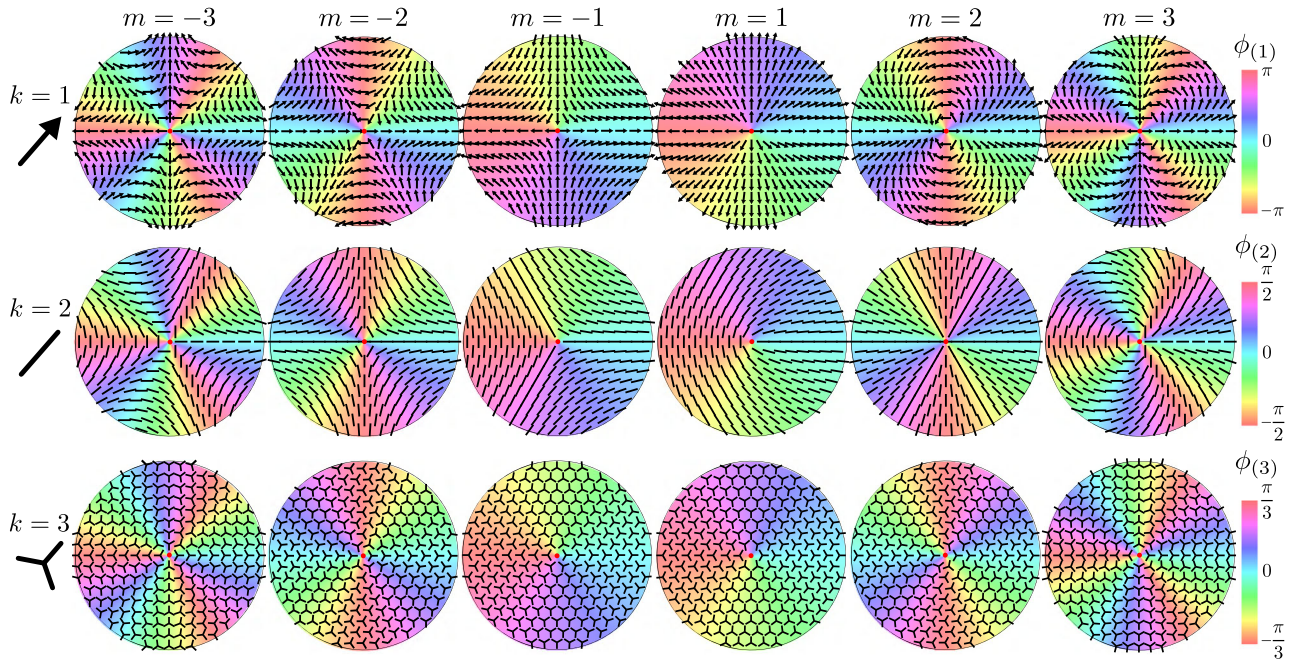 m = −3 m = −2 m = −1 m = 1 m = 2 m = 3
k = 1
ϕ(1)
π
0
−π
k = 2
ϕ(2)
π/2
0
−π/2
k = 3
ϕ(3)
π/3
0
−π/3